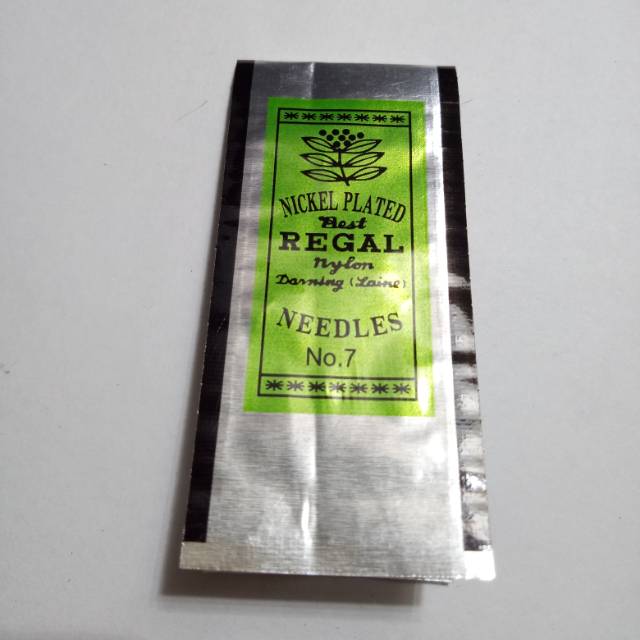 NICKEL PLATED
Best
REGAL
Nylon
Darning (Laine)
NEEDLES
No.7